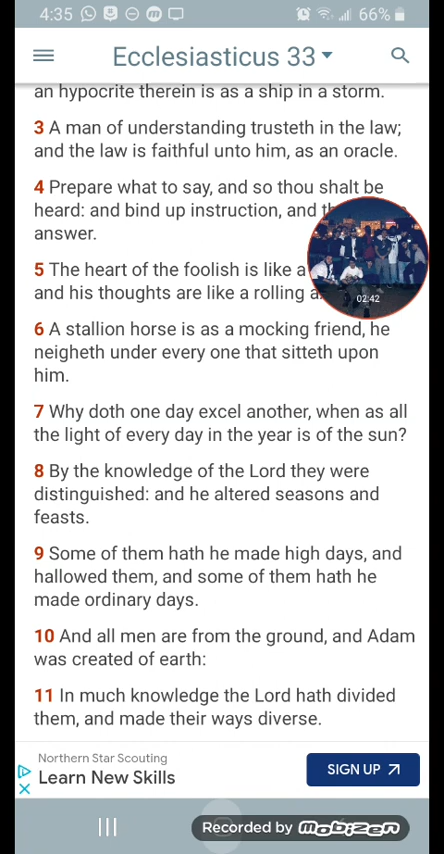 4:35 66%
Ecclesiasticus 33
an hypocrite therein is as a ship in a storm.
3 A man of understanding trusteth in the law;
and the law is faithful unto him, as an oracle.
4 Prepare what to say, and so thou shalt be
heard: and bind up instruction, and
answer.
5 The heart of the foolish is like a
and his thoughts are like a rolling
02:42
6 A stallion horse is as a mocking friend, he
neigheth under every one that sitteth upon
him.
7 Why doth one day excel another, when as all
the light of every day in the year is of the sun?
8 By the knowledge of the Lord they were
distinguished: and he altered seasons and
feasts.
9 Some of them hath he made high days, and
hallowed them, and some of them hath he
made ordinary days.
10 And all men are from the ground, and Adam
was created of earth:
11 In much knowledge the Lord hath divided
them, and made their ways diverse.
Northern Star Scouting
Learn New Skills
SIGN UP
Recorded by Mobizen